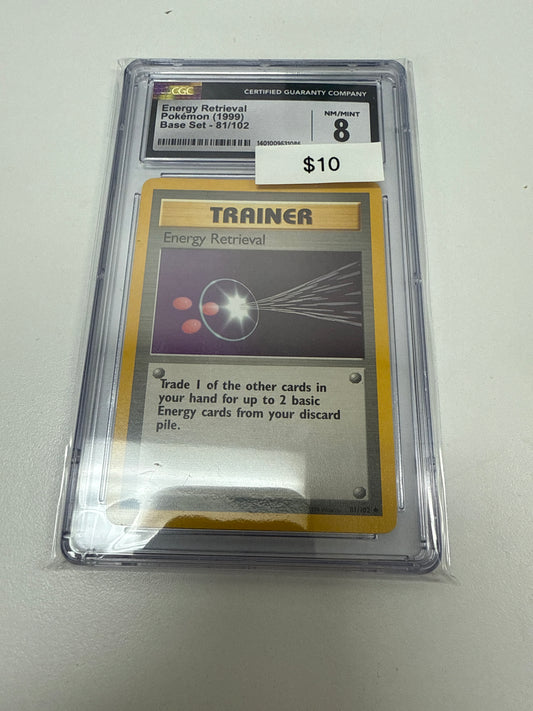 CGC
CERTIFIED GUARANTY COMPANY
Energy Retrieval
Pokémon (1999)
Base Set - 81/102
NM/MINT
8
$10
TRAINER
Energy Retrieval
Trade 1 of the other cards in
your hand for up to 2 basic
Energy cards from your discard
pile.
81/102